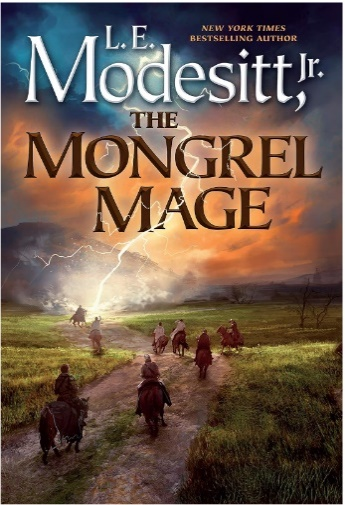 L. E.
NEW YORK TIMES
BESTSELLING AUTHOR
Modesitt, Jr.
THE
MONGREL
MAGE